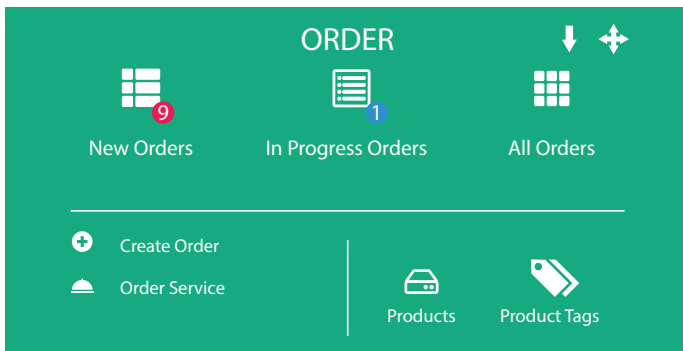 ORDER
9
1
New Orders
In Progress Orders
All Orders
Create Order
Order Service
Products
Product Tags